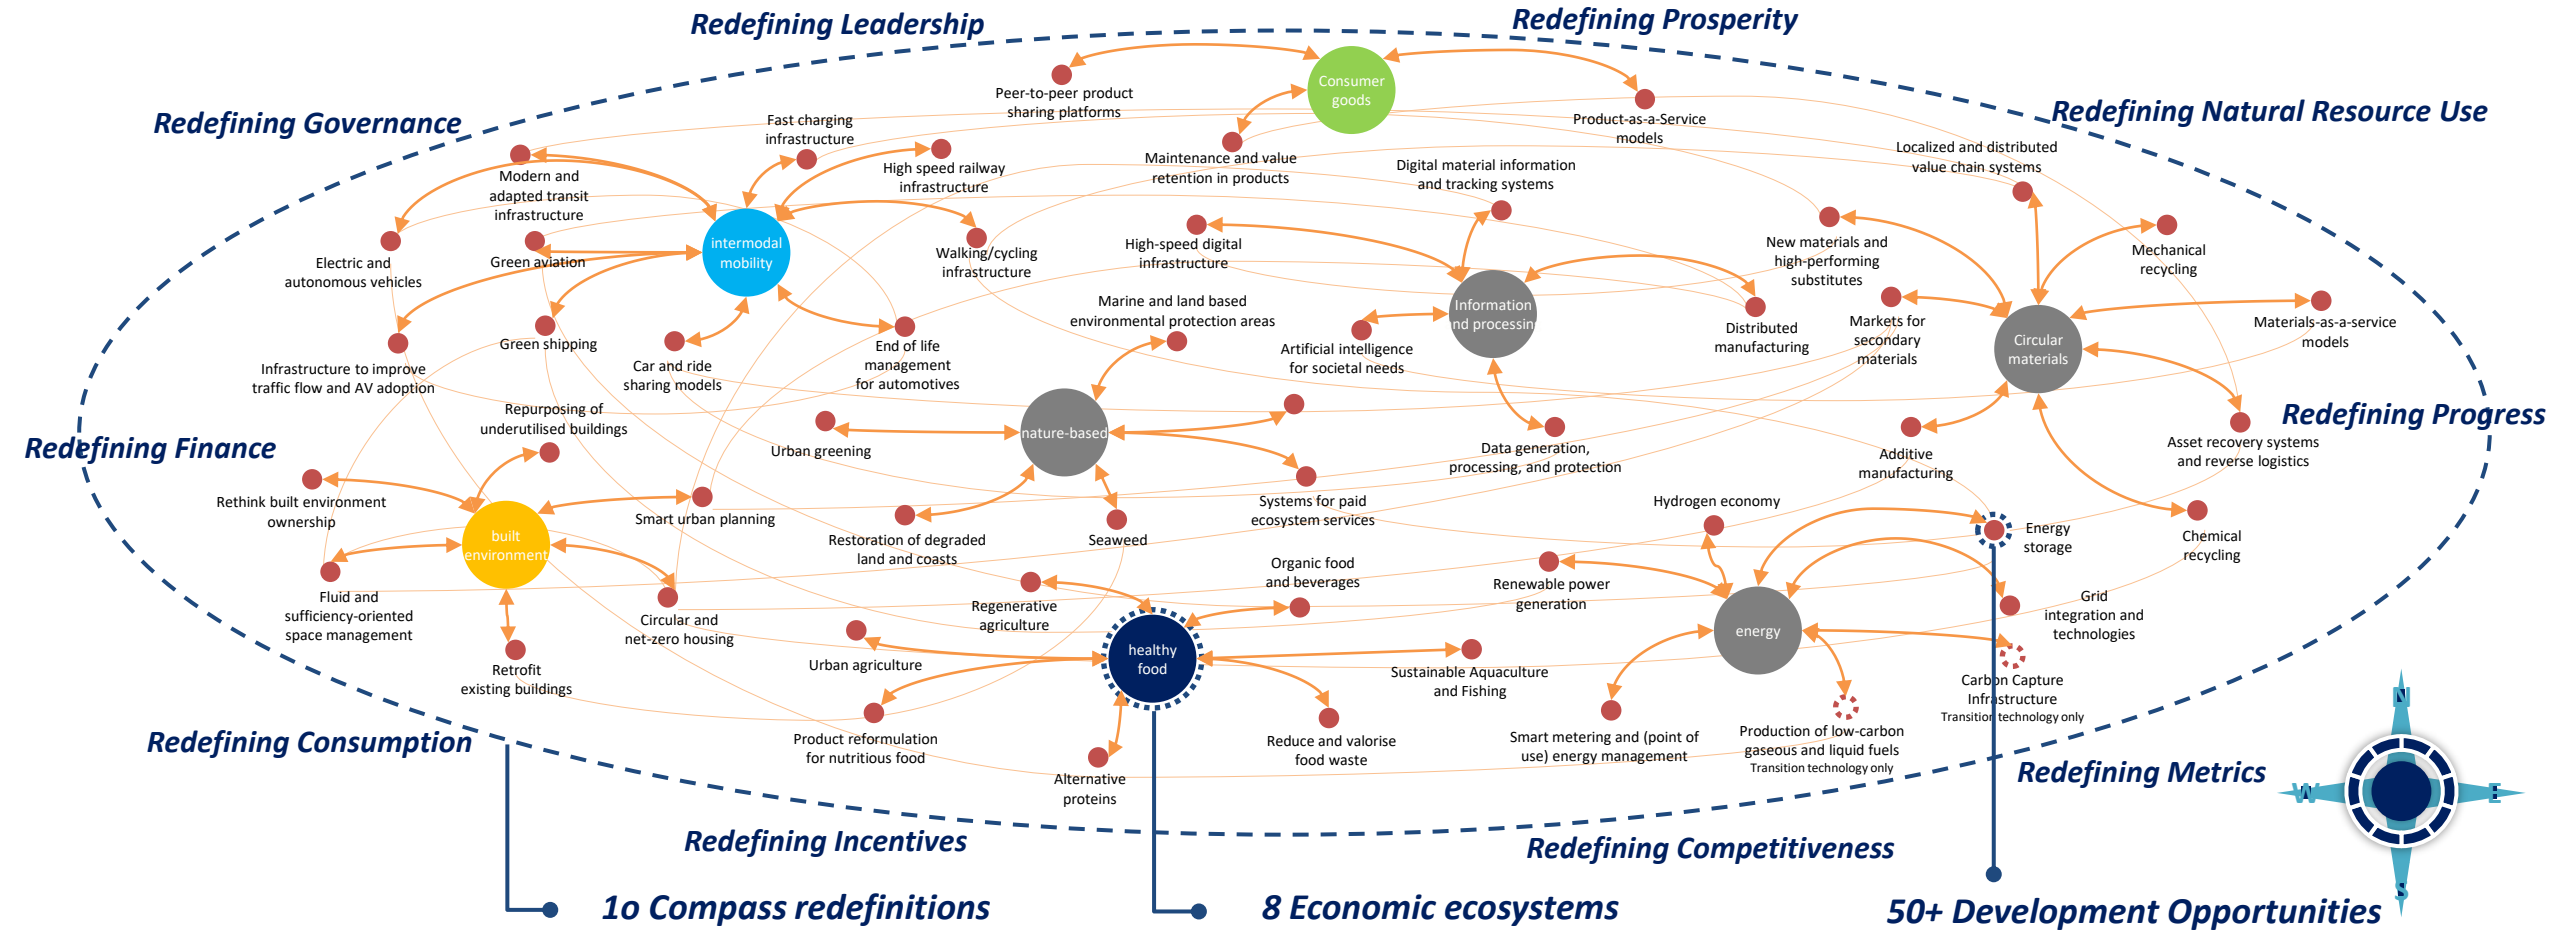 Redefining Leadership
Redefining Prosperity
Redefining Governance
Redefining Natural Resource Use
Redefining Finance
Redefining Progress
Redefining Consumption
Redefining Metrics
Redefining Incentives
Redefining Competitiveness
Consumer
goods
Peer-to-peer product
sharing platforms
Maintenance and value
retention in products
Product-as-a-Service
models
intermodal
mobility
Fast charging
infrastructure
High speed railway
infrastructure
Modern and
adapted transit
infrastructure
Electric and
autonomous vehicles
Green aviation
Walking/cycling
infrastructure
Infrastructure to improve
traffic flow and AV adoption
Green shipping
Car and ride
sharing models
End of life
management
for automotives
Information
nd processin
Digital material information
and tracking systems
High-speed digital
infrastructure
Artificial intelligence
for societal needs
Distributed
manufacturing
Data generation,
processing, and protection
Circular
materials
Localized and distributed
value chain systems
New materials and
high-performing
substitutes
Mechanical
recycling
Markets for
secondary
materials
Materials-as-a-service
models
Additive
manufacturing
Asset recovery systems
and reverse logistics
Chemical
recycling
nature-based
Marine and land based
environmental protection areas
Urban greening
Systems for paid
ecosystem services
Restoration of degraded
land and coasts
Seaweed
built
environment
Repurposing of
underutilised buildings
Rethink built environment
ownership
Smart urban planning
Fluid and
sufficiency-oriented
space management
Circular and
net-zero housing
Retrofit
existing buildings
healthy
food
Regenerative
agriculture
Organic food
and beverages
Urban agriculture
Sustainable Aquaculture
and Fishing
Product reformulation
for nutritious food
Reduce and valorise
food waste
Alternative
proteins
energy
Hydrogen economy
Energy
storage
Renewable power
generation
Grid
integration and
technologies
Carbon Capture
Infrastructure
Transition technology only
Smart metering and (point of
use) energy management
Production of low-carbon
gaseous and liquid fuels
Transition technology only
N
W
E
S
1o Compass redefinitions
8 Economic ecosystems
50+ Development Opportunities